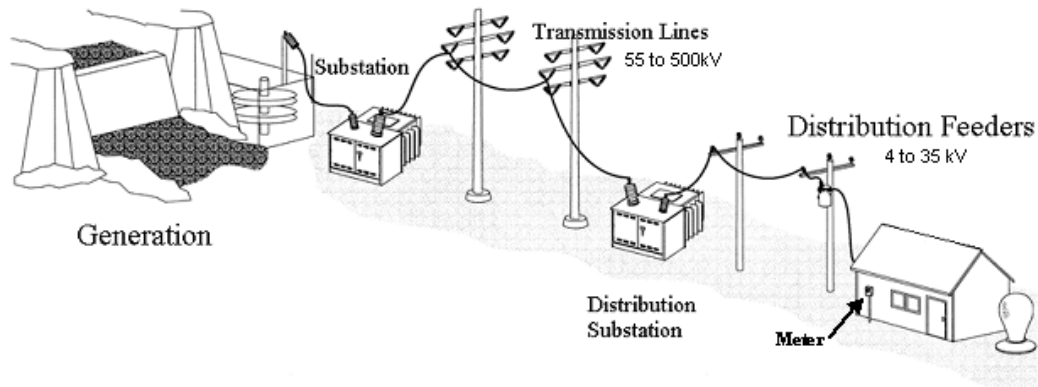 Substation
Transmission Lines
55 to 500kV
Distribution Feeders
4 to 35 kV
Generation
Distribution
Substation
Meter